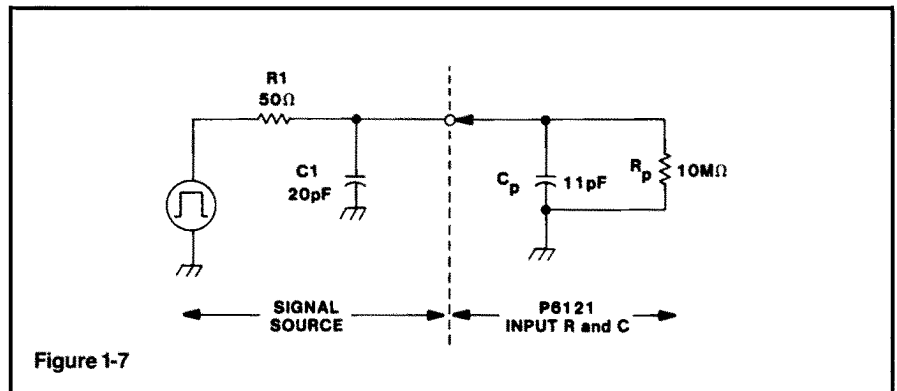 R1
50Ω
C1
20pF
Cp
11pF
Rp
10MΩ
SIGNAL
SOURCE
P6121
INPUT R and C
Figure 1-7